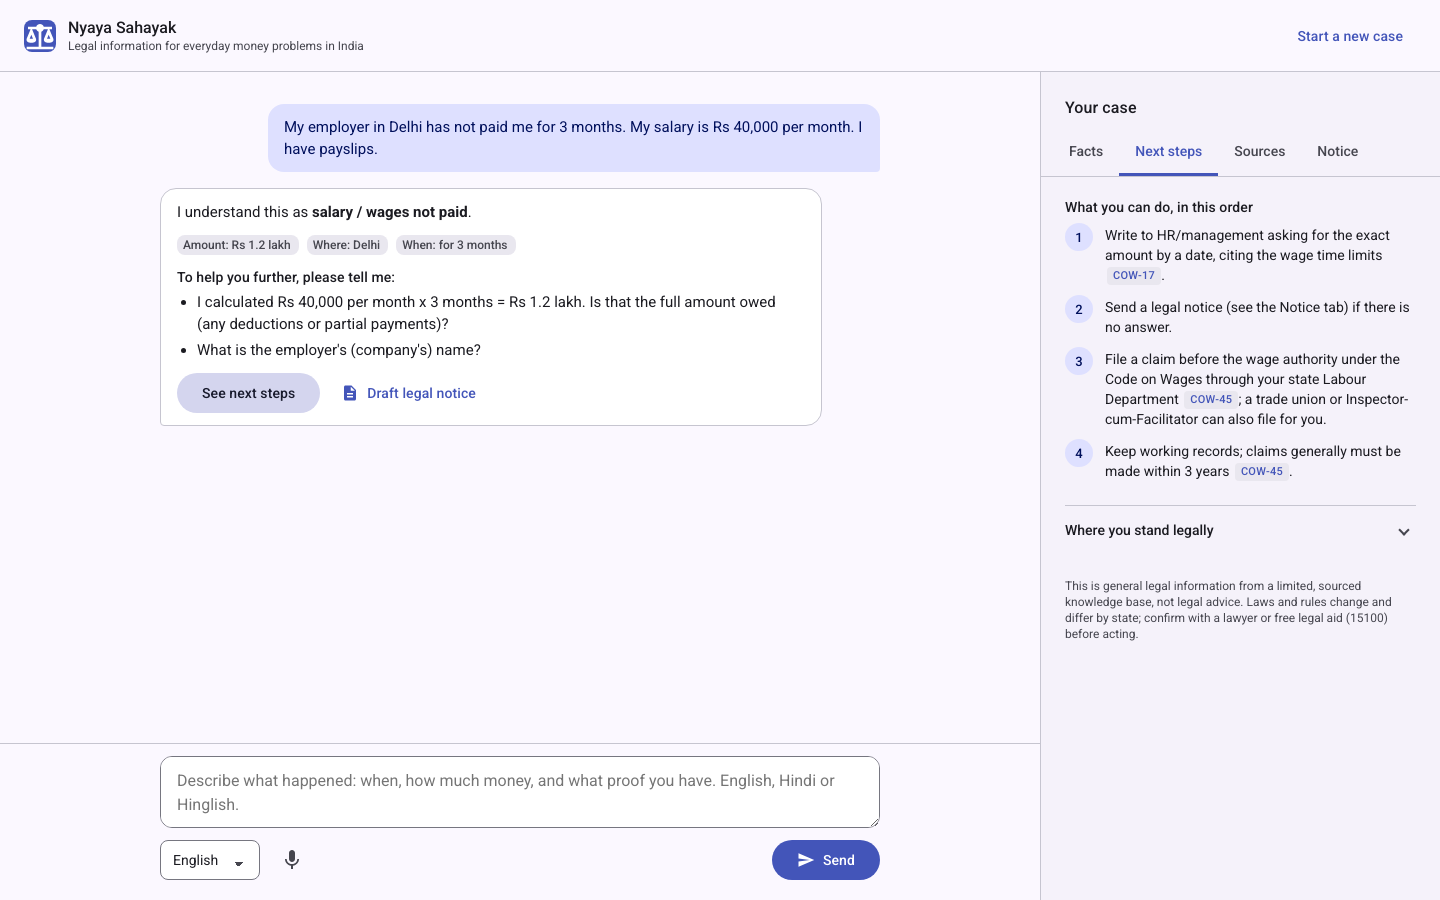 Nyaya Sahayak
Legal information for everyday money problems in India
Start a new case
My employer in Delhi has not paid me for 3 months. My salary is Rs 40,000 per month. I
have payslips.
I understand this as salary / wages not paid.
Amount: Rs 1.2 lakh
Where: Delhi
When: for 3 months
To help you further, please tell me:
• I calculated Rs 40,000 per month x 3 months = Rs 1.2 lakh. Is that the full amount owed
(any deductions or partial payments)?
• What is the employer's (company's) name?
See next steps
Draft legal notice
Describe what happened: when, how much money, and what proof you have. English, Hindi or
Hinglish.
English
Send
Your case
Facts
Next steps
Sources
Notice
What you can do, in this order
1 Write to HR/management asking for the exact
amount by a date, citing the wage time limits
COW-17 .
2 Send a legal notice (see the Notice tab) if there is
no answer.
3 File a claim before the wage authority under the
Code on Wages through your state Labour
Department COW-45 ; a trade union or Inspector-
cum-Facilitator can also file for you.
4 Keep working records; claims generally must be
made within 3 years COW-45 .
Where you stand legally
This is general legal information from a limited, sourced
knowledge base, not legal advice. Laws and rules change and
differ by state; confirm with a lawyer or free legal aid (15100)
before acting.